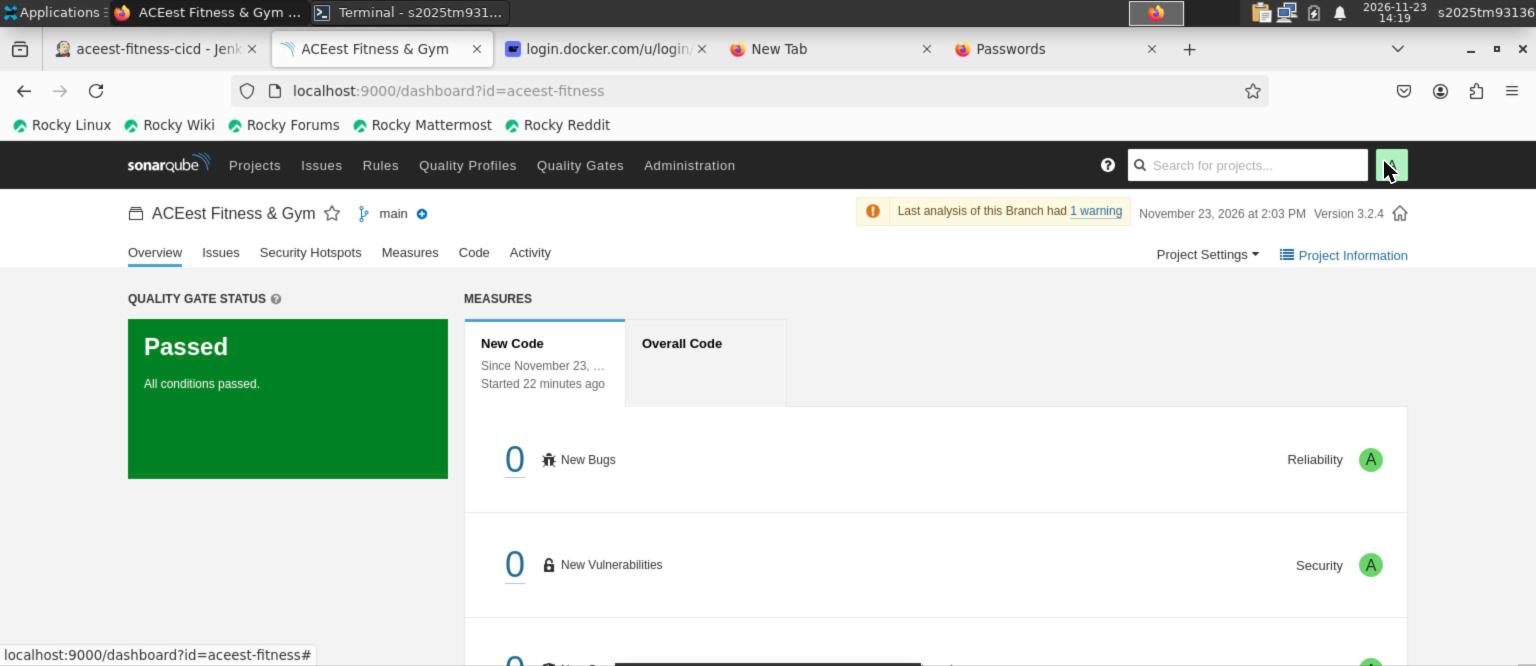 Applications ACEest Fitness & Gym ... Terminal - s2025tm931... 2026-11-23 14:19 s2025tm93136
aceest-fitness-cicd - Jenk ACEest Fitness & Gym login.docker.com/u/login/ New Tab Passwords
localhost:9000/dashboard?id=aceest-fitness
Rocky Linux Rocky Wiki Rocky Forums Rocky Mattermost Rocky Reddit
sonarqube Projects Issues Rules Quality Profiles Quality Gates Administration ? Search for projects...
ACEest Fitness & Gym main Last analysis of this Branch had 1 warning November 23, 2026 at 2:03 PM Version 3.2.4
Overview Issues Security Hotspots Measures Code Activity Project Settings Project Information
QUALITY GATE STATUS ? MEASURES
Passed
All conditions passed.
New Code Overall Code
Since November 23, ...
Started 22 minutes ago
0 New Bugs Reliability A
0 New Vulnerabilities Security A
localhost:9000/dashboard?id=aceest-fitness#